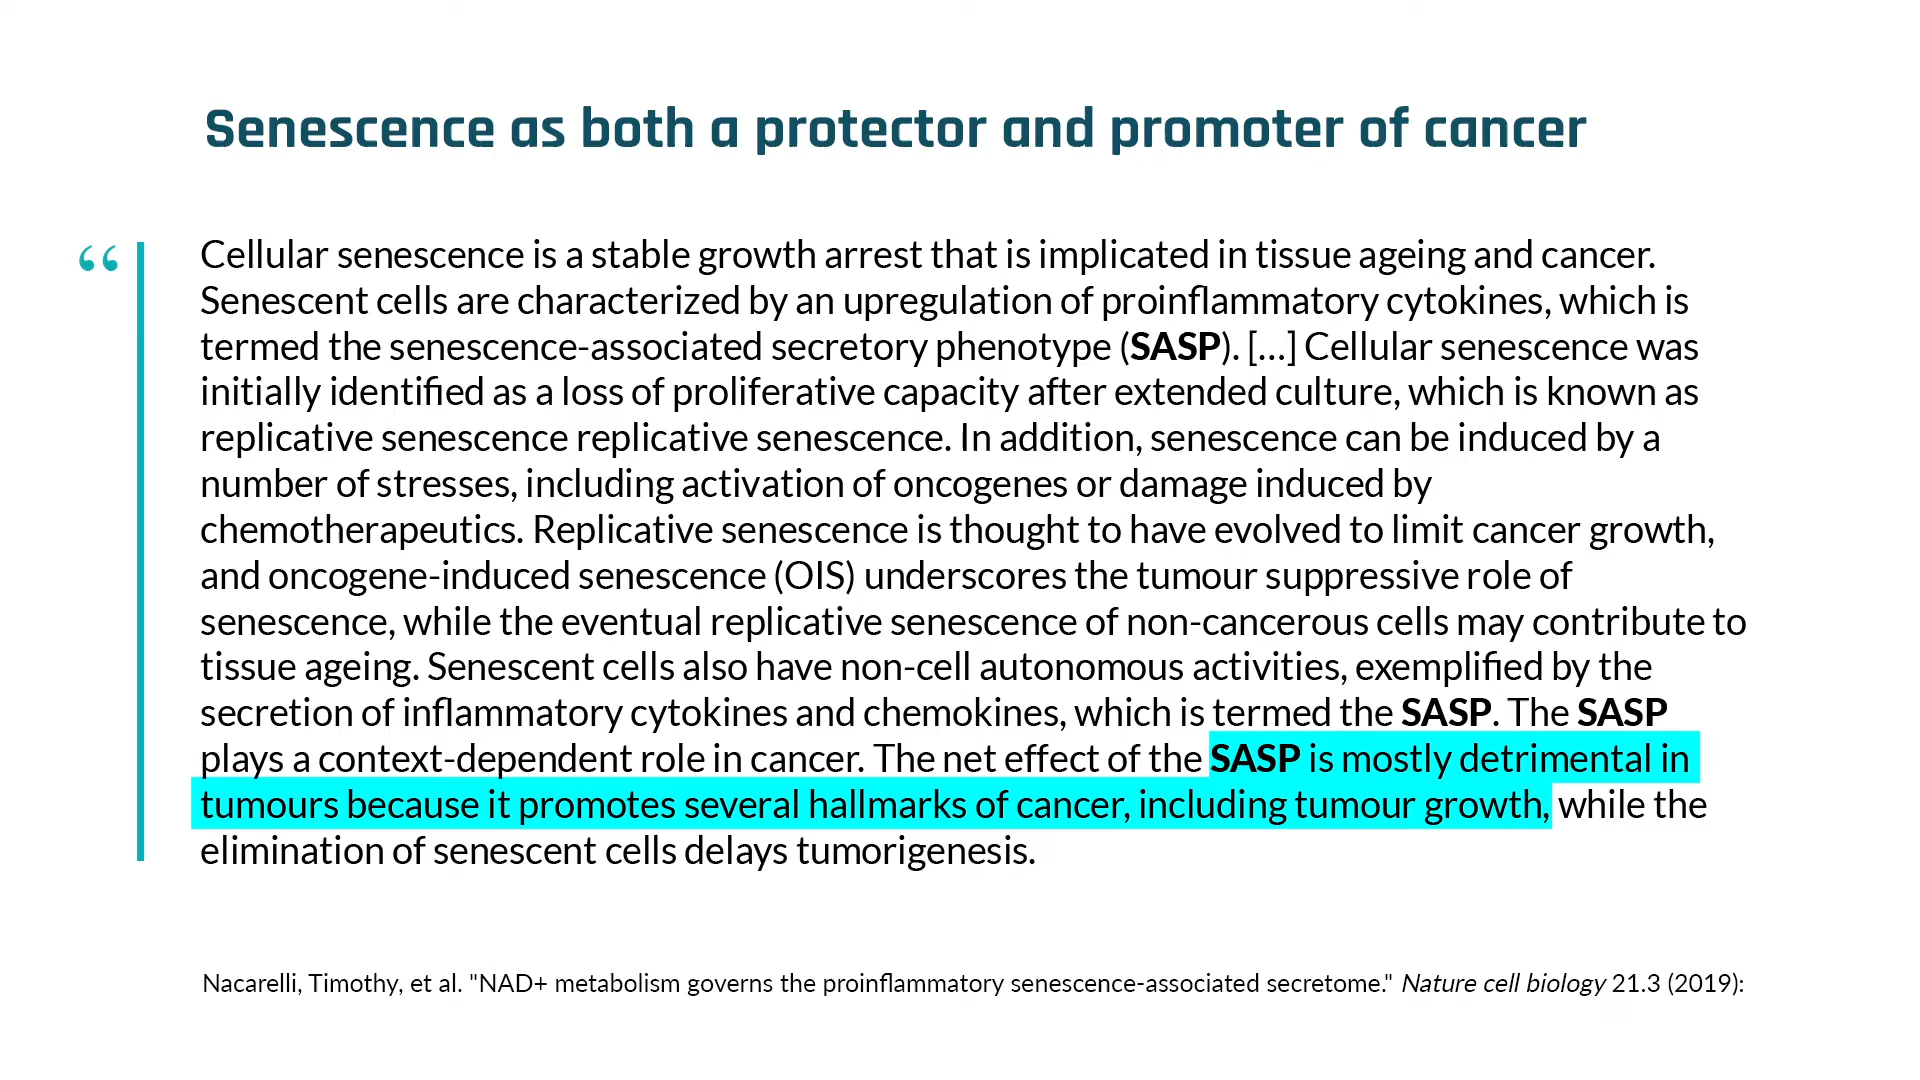 Senescence as both a protector and promoter of cancer
“
Cellular senescence is a stable growth arrest that is implicated in tissue ageing and cancer.
Senescent cells are characterized by an upregulation of proinflammatory cytokines, which is
termed the senescence-associated secretory phenotype (SASP). [...] Cellular senescence was
initially identified as a loss of proliferative capacity after extended culture, which is known as
replicative senescence replicative senescence. In addition, senescence can be induced by a
number of stresses, including activation of oncogenes or damage induced by
chemotherapeutics. Replicative senescence is thought to have evolved to limit cancer growth,
and oncogene-induced senescence (OIS) underscores the tumour suppressive role of
senescence, while the eventual replicative senescence of non-cancerous cells may contribute to
tissue ageing. Senescent cells also have non-cell autonomous activities, exemplified by the
secretion of inflammatory cytokines and chemokines, which is termed the SASP. The SASP
plays a context-dependent role in cancer. The net effect of the SASP is mostly detrimental in
tumours because it promotes several hallmarks of cancer, including tumour growth, while the
elimination of senescent cells delays tumorigenesis.
Nacarelli, Timothy, et al. "NAD+ metabolism governs the proinflammatory senescence-associated secretome." Nature cell biology 21.3 (2019):